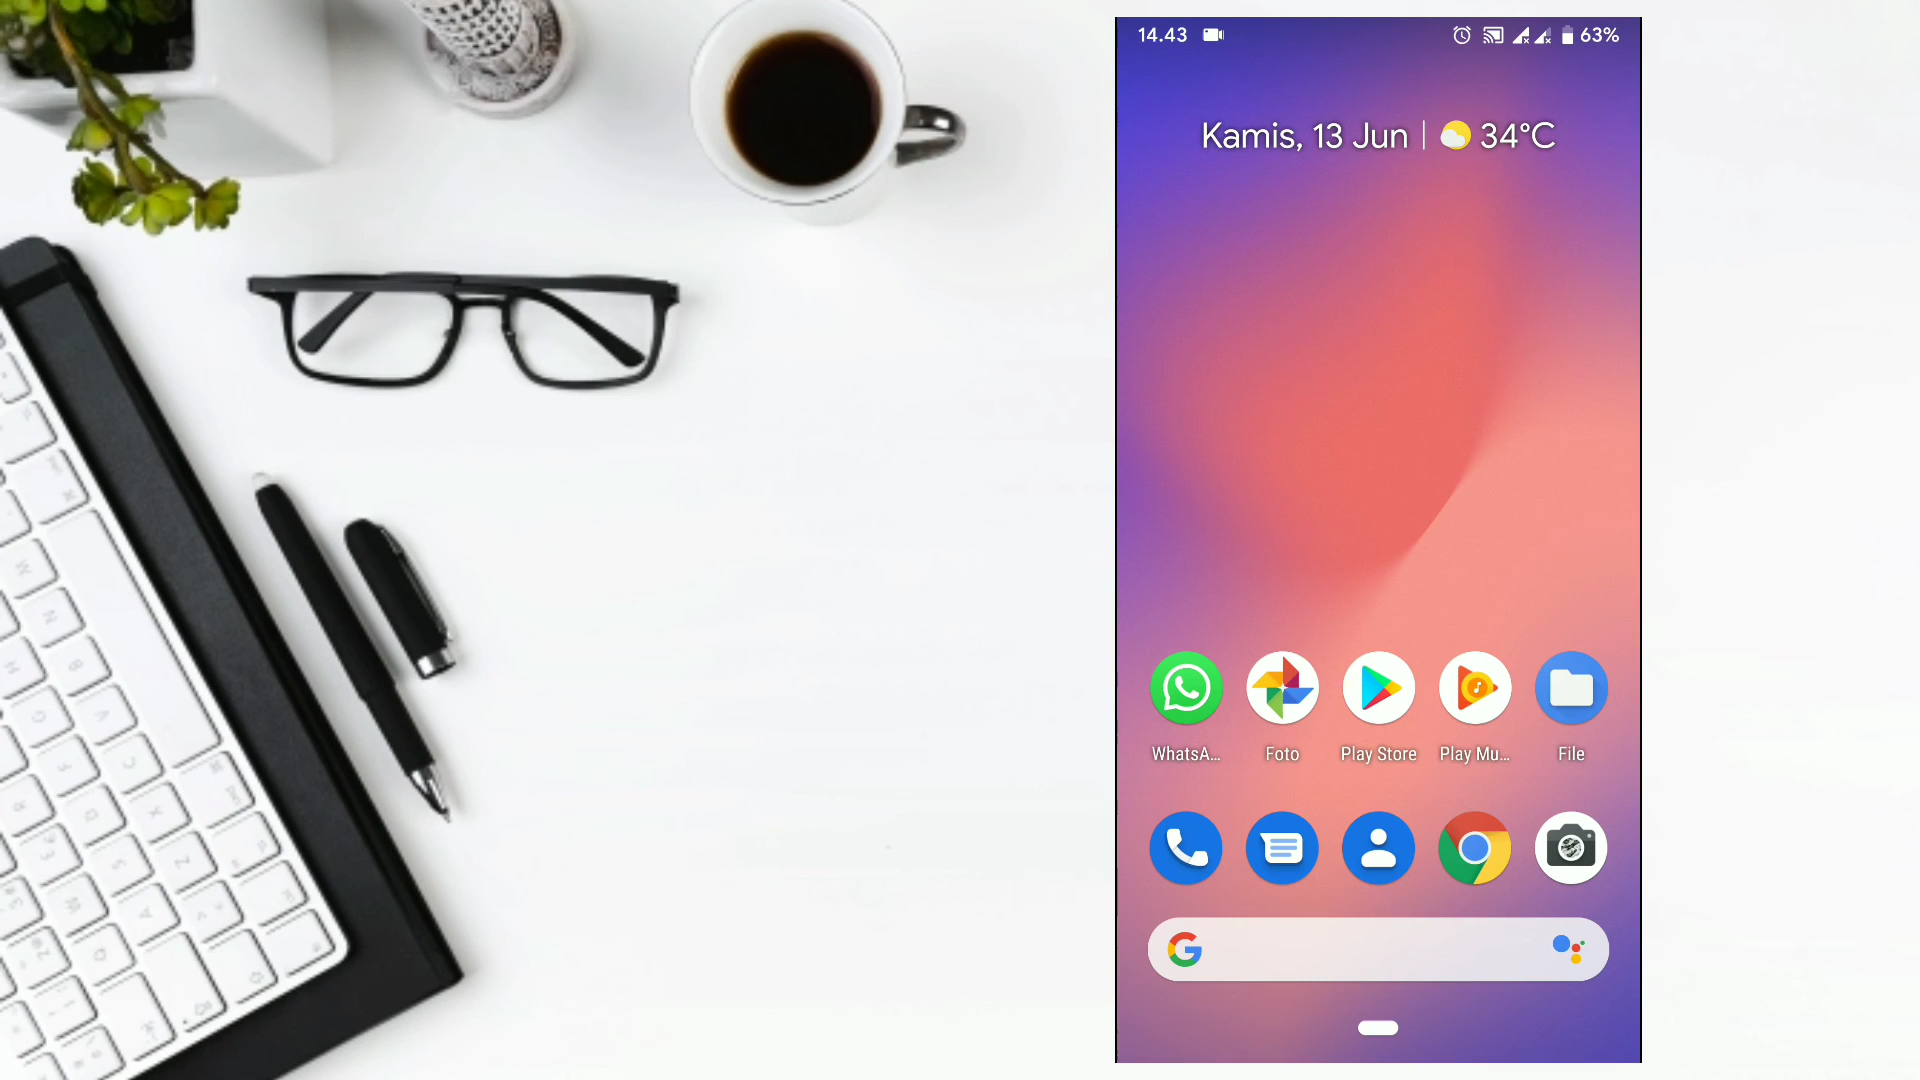 14.43
63%
Kamis, 13 Jun
34°C
WhatsA...
Foto
Play Store
Play Mu...
File